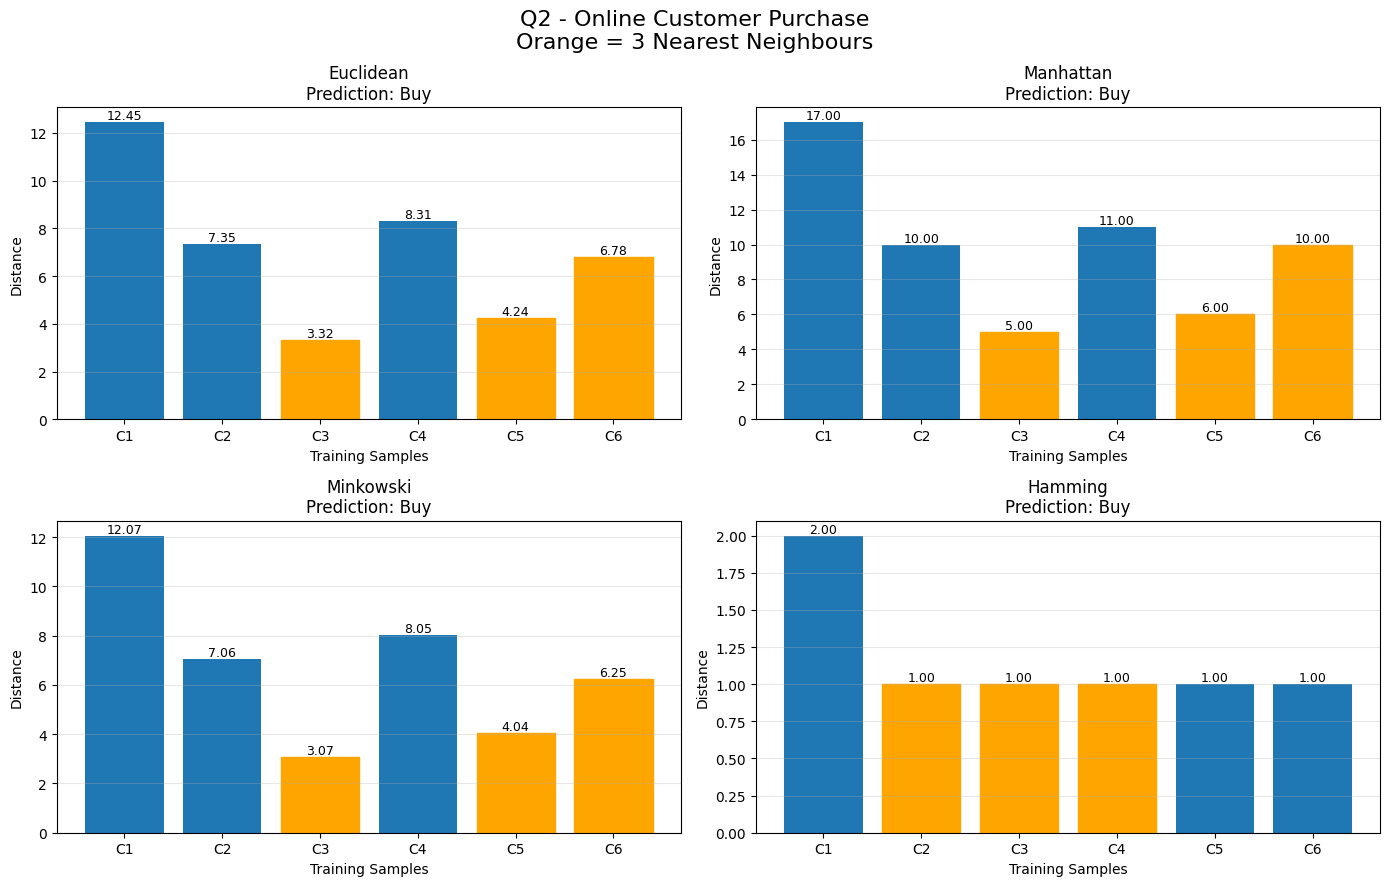 Q2 - Online Customer Purchase
Orange = 3 Nearest Neighbours
Euclidean
Prediction: Buy
12.45
7.35
3.32
8.31
4.24
6.78
12
10
8
6
4
2
0
Distance
C1 C2 C3 C4 C5 C6
Training Samples
Manhattan
Prediction: Buy
17.00
10.00
5.00
11.00
6.00
10.00
16
14
12
10
8
6
4
2
0
Distance
C1 C2 C3 C4 C5 C6
Training Samples
Minkowski
Prediction: Buy
12.07
7.06
3.07
8.05
4.04
6.25
12
10
8
6
4
2
0
Distance
C1 C2 C3 C4 C5 C6
Training Samples
Hamming
Prediction: Buy
2.00
1.00
1.00
1.00
1.00
1.00
2.00
1.75
1.50
1.25
1.00
0.75
0.50
0.25
0.00
Distance
C1 C2 C3 C4 C5 C6
Training Samples